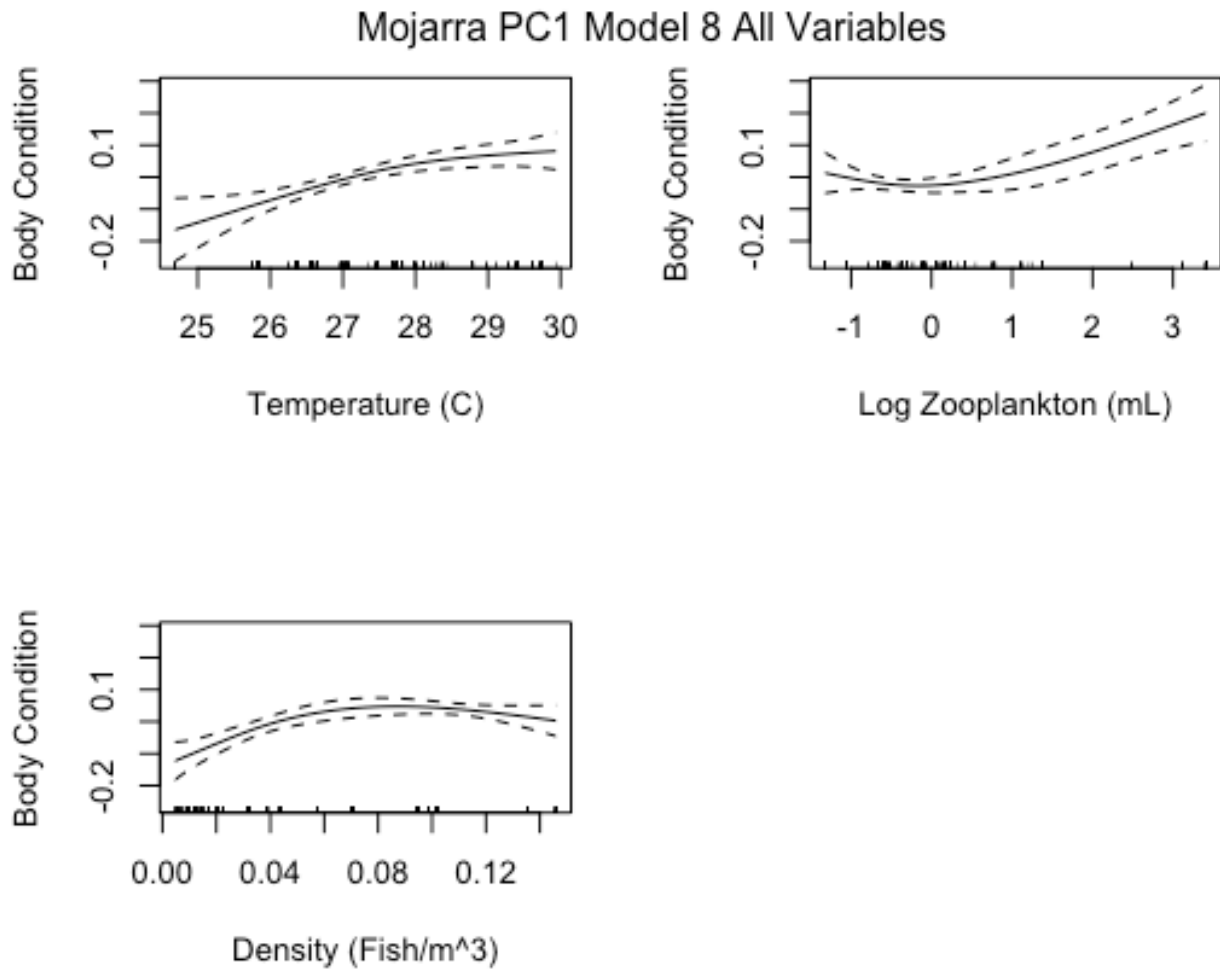 Mojarra PC1 Model 8 All Variables
Body Condition
0.1
-0.2
25 26 27 28 29 30
Temperature (C)
Body Condition
0.1
-0.2
-1 0 1 2 3
Log Zooplankton (mL)
Body Condition
0.1
-0.2
0.00 0.04 0.08 0.12
Density (Fish/m^3)